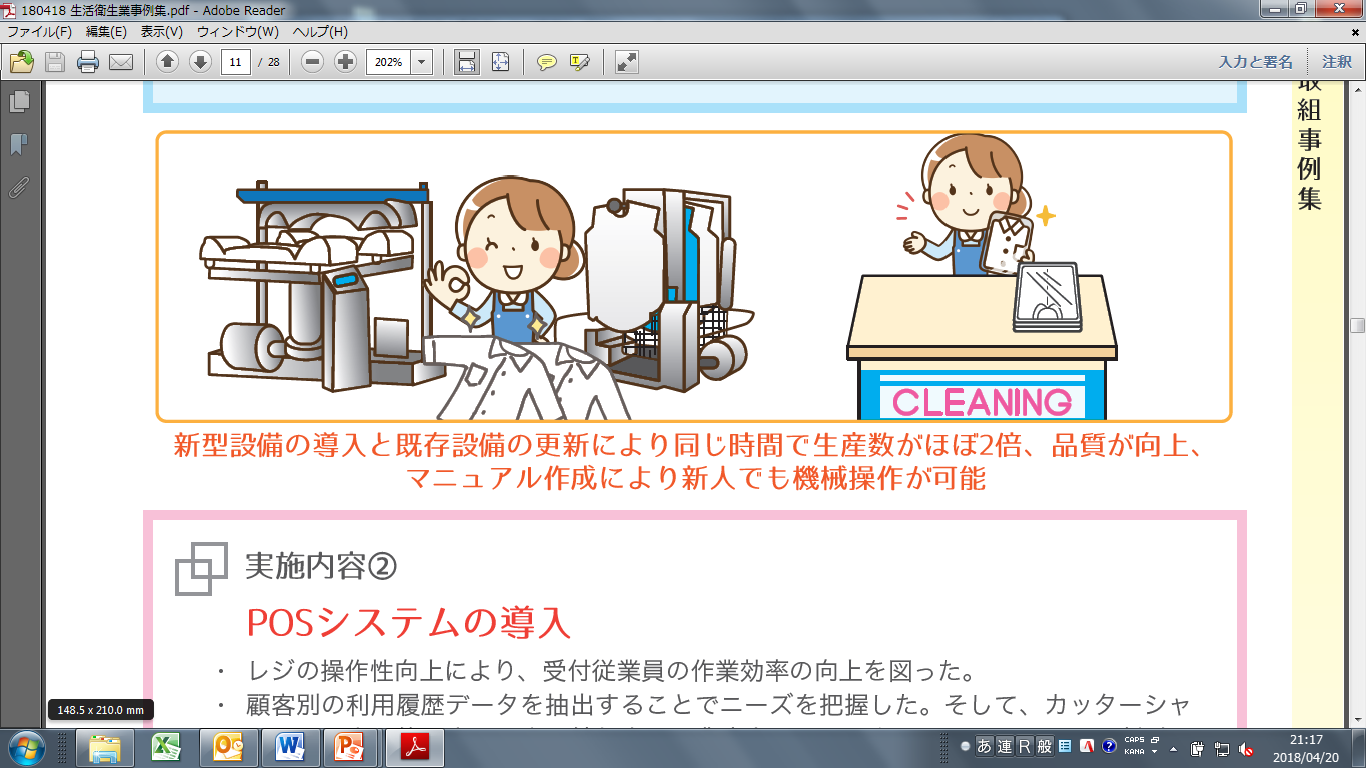 180418 生活衛生業事例集.pdf - Adobe Reader
ファイル(F) 編集(E) 表示(V) ウィンドウ(W) ヘルプ(H)
11 / 28 202% 入力と署名 注釈
取組事例集
CLEANING
新型設備の導入と既存設備の更新により同じ時間で生産数がほぼ2倍、品質が向上、
マニュアル作成により新人でも機械操作が可能
実施内容②
POSシステムの導入
・ レジの操作性向上により、受付従業員の作業効率の向上を図った。
・ 顧客別の利用履歴データを抽出することでニーズを把握した。そして、カッターシャ
148.5 x 210.0 mm
あ 連 R 般 CAPS KANA
21:17
2018/04/20